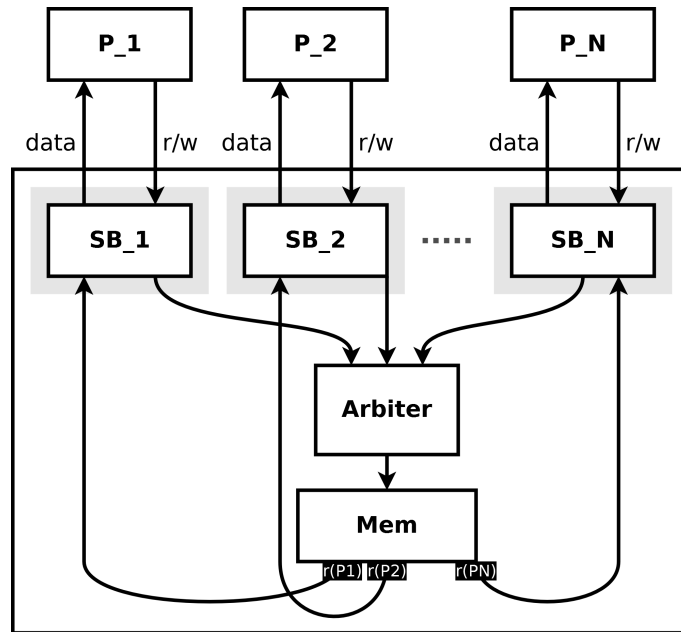 P_1 P_2 P_N
data r/w data r/w data r/w
SB_1 SB_2 ..... SB_N
Arbiter
Mem
r(P1) r(P2) r(PN)